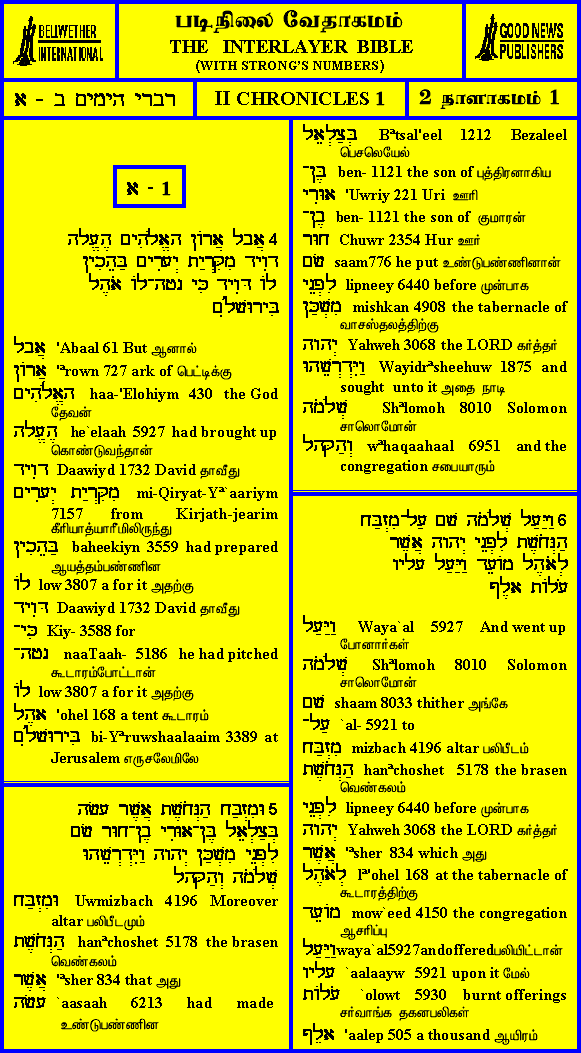 BELLWETHER
INTERNATIONAL
படிநிலை வேதாகமம்
THE INTERLAYER BIBLE
(WITH STRONG'S NUMBERS)
GOOD NEWS
PUBLISHERS
דברי הימים ב - א
II CHRONICLES 1
2 நாளாகமம் 1
א - 1
4 אֲבָל אֲרוֹן הָאֱלֹהִים הֶעֱלָה
דָוִיד מִקִּרְיַת יְעָרִים בַּהֵכִין
לוֹ דָּוִיד כִּי נָטָה־לוֹ אֹהֶל
בִּירוּשָׁלִָם
אֲבָל 'Abaal 61 But ஆனால்
אֲרוֹן 'ªrown 727 ark of பெட்டிக்கு
הָאֱלֹהִים haa-'Elohiym 430 the God
தேவன்
הֶעֱלָה he`elaah 5927 had brought up
கொண்டுவந்தான்
דָּוִיד Daawiyd 1732 David தாவீது
מִקִּרְיַת יְעָרִים mi-Qiryat-Yª`aariym
7157 from Kirjath-jearim
கீரியாத்யாரீமிலிருந்து
בַּהֵכִין baheekiyn 3559 had prepared
ஆயத்தம்பண்ணின
לוֹ low 3807 a for it அதற்கு
דָּוִיד Daawiyd 1732 David தாவீது
כִּי־ Kiy- 3588 for
נָטָה־ naaTaah- 5186 he had pitched
கூடாரம்போட்டான்
לוֹ low 3807 a for it அதற்கு
אֹהֶל 'ohel 168 a tent கூடாரம்
בִּירוּשָׁלִָם bi-Yªruwshaalaaim 3389 at
Jerusalem எருசலேமிலே
5 וּמִזְבַּח הַנְּחֹשֶׁת אֲשֶׁר עָשָׂה
בְּצַלְאֵל בֶּן־אוּרִי בֶן־חוּר שָׂם
לִפְנֵי מִשְׁכַּן יְהוָה וַיִּדְרְשֵׁהוּ
שְׁלֹמֹה וְהַקָּהָל
וּמִזְבַּח Uwmizbach 4196 Moreover
altar பலிபீடமும்
הַנְּחֹשֶׁת hanªchoshet 5178 the brasen
வெண்கலம்
אֲשֶׁר 'ªsher 834 that அது
עָשָׂה `aasaah 6213 had made
உண்டுபண்ணின
בְּצַלְאֵל Bªtsal'eel 1212 Bezaleel
பெசலெயேல்
בֶּן־ ben- 1121 the son of புத்திரனாகிய
אוּרִי 'Uwriy 221 Uri ஊரி
בֶן־ ben- 1121 the son of குமாரன்
חוּר Chuwr 2354 Hur ஊர்
שָׂם saam776 he put உண்டுபண்ணினான்
לִפְנֵי lipneey 6440 before முன்பாக
מִשְׁכַּן mishkan 4908 the tabernacle of
வாசஸ்தலத்திற்கு
יְהוָה Yahweh 3068 the LORD கர்த்தர்
וַיִּדְרְשֵׁהוּ Wayidrªsheehuw 1875 and
sought unto it அதை நாடி
שְׁלֹמֹה Shªlomoh 8010 Solomon
சாலொமோன்
וְהַקָּהָל wªhaqaahaal 6951 and the
congregation சபையாரும்
6 וַיַּעַל שְׁלֹמֹה שָׁם עַל־מִזְבַּח
הַנְּחֹשֶׁת לִפְנֵי יְהוָה אֲשֶׁר
לְאֹהֶל מוֹעֵד וַיַּעַל עָלָיו
עֹלוֹת אָלֶף
וַיַּעַל Waya`al 5927 And went up
போனார்கள்
שְׁלֹמֹה Shªlomoh 8010 Solomon
சாலொமோன்
שָׁם shaam 8033 thither அங்கே
עַל־ `al- 5921 to
מִזְבַּח mizbach 4196 altar பலிபீடம்
הַנְּחֹשֶׁת hanªchoshet 5178 the brasen
வெண்கலம்
לִפְנֵי lipneey 6440 before முன்பாக
יְהוָה Yahweh 3068 the LORD கர்த்தர்
אֲשֶׁר 'ªsher 834 which அது
לְאֹהֶל lª'ohel 168 at the tabernacle of
கூடாரத்திற்கு
מוֹעֵד mow`eed 4150 the congregation
ஆசரிப்பு
וַיַּעַל waya`al5927andofferedபலியிட்டான்
עָלָיו `aalaayw 5921 upon it மேல்
עֹלוֹת `olowt 5930 burnt offerings
சர்வாங்க தகனபலிகள்
אָלֶף 'aalep 505 a thousand ஆயிரம்